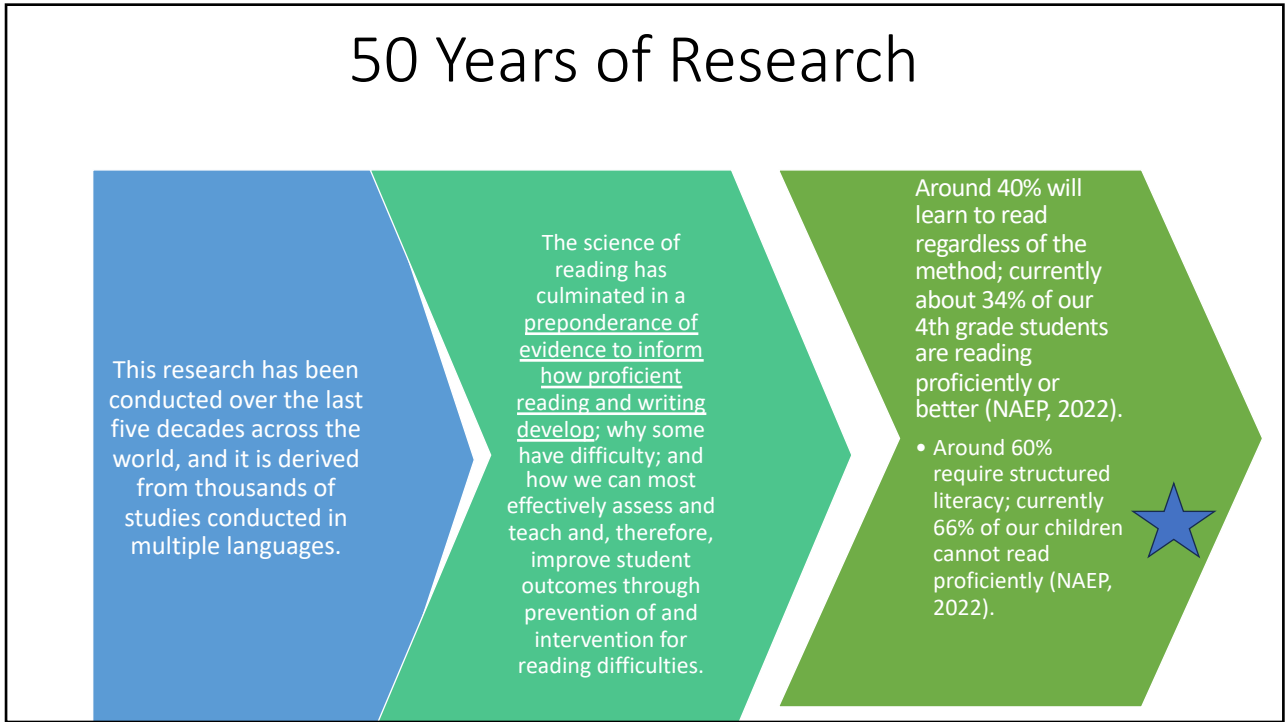 50 Years of Research
This research has been
conducted over the last
five decades across the
world, and it is derived
from thousands of
studies conducted in
multiple languages.
The science of
reading has
culminated in a
preponderance of
evidence to inform
how proficient
reading and writing
develop; why some
have difficulty; and
how we can most
effectively assess and
teach and, therefore,
improve student
outcomes through
prevention of and
intervention for
reading difficulties.
Around 40% will
learn to read
regardless of the
method; currently
about 34% of our
4th grade students
are reading
proficiently or
better (NAEP, 2022).
• Around 60%
require structured
literacy; currently
66% of our children
cannot read
proficiently (NAEP,
2022).